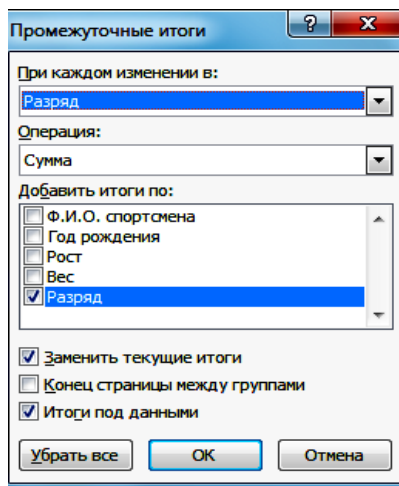 Промежуточные итоги
При каждом изменении в:
Разряд
Операция:
Сумма
Добавить итоги по:
Ф.И.О. спортсмена
Год рождения
Рост
Вес
Разряд
Заменить текущие итоги
Конец страницы между группами
Итоги под данными
Убрать все ОК Отмена